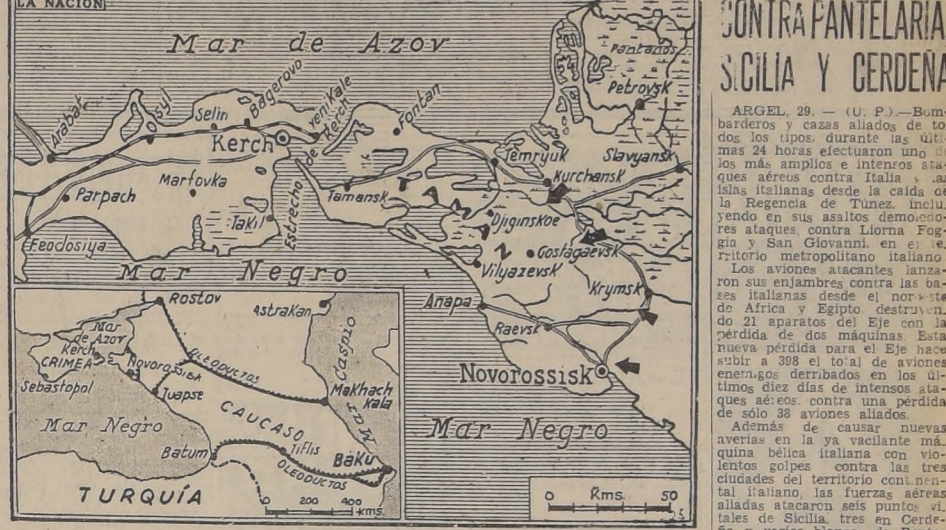 LA NACION
Mar de Azov
Pantanos
Petrovsk
Arabat
Osyl
Selin
Bagerovo
Yenikale
Fontan
Kerch
Estrecho de Kerch
Temryuk
Slavyansk
Kurchansk
Marfovka
Parpach
Tamansk
TAMAN
Takil
Djiginskoe
Gostagaevsk
Feodosiya
Vilyazevsk
Mar Negro
Krymsk
Anapa
Raevsk
Novorossisk
Mar Negro
0 Kms. 50
Rostov
Astrakan
Mar
de Azov
Kerch
CRIMEA
Novorossisk
OLEODUCTOS
Sebastopol
Tuapse
Makhach
Kala
Mar Caspio
CAUCASO
Mar Negro
Tiflis
Batum
Baku
OLEODUCTOS
TURQUÍA
0 200 400
kms.
CONTRA PANTELARIA
SICILIA Y CERDEÑA
ARGEL, 29. — (U. P.).—Bom-
barderos y cazas aliados de to-
dos los tipos, durante las últi-
mas 24 horas efectuaron uno de
los más amplios e intensos ata-
ques aéreos contra Italia y las
islas italianas desde la caída de
la Regencia de Túnez, inclu-
yendo en sus asaltos demoledo-
res ataques, contra Liorna Fog-
gia y San Giovanni. en el te-
rritorio metropolitano italiano
Los aviones atacantes lanza-
ron sus enjambres contra las ba-
ses italianas desde el noroeste
de Africa y Egipto destruyen-
do 21 aparatos del Eje con la
pérdida de dos máquinas. Esta
nueva pérdida para el Eje hace
subir a 398 el total de aviones
enemigos derribados en los úl-
timos diez días de intensos ata-
ques aéreos. contra una pérdida
de sólo 38 aviones aliados.
Además de causar nuevas
averías en la ya vacilante má-
quina bélica italiana con vio-
lentos golpes contra las tres
ciudades del territorio continen-
tal italiano, las fuerzas aéreas
aliadas atacaron seis puntos vi-
tales de Sicilia, tres en Cerde-